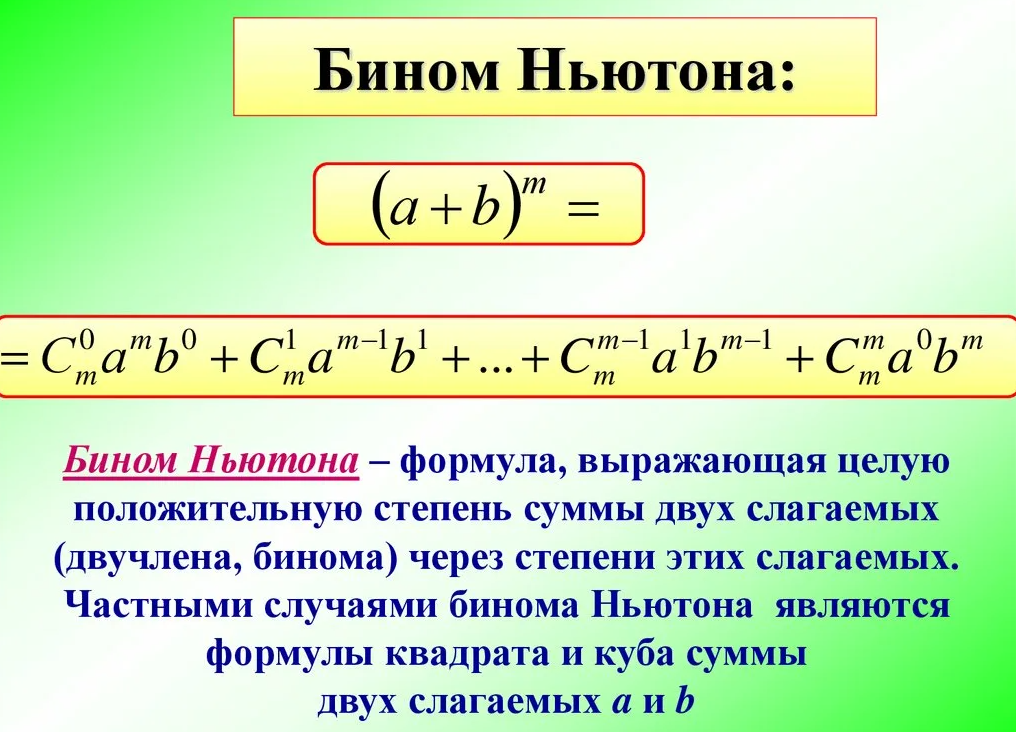 Бином Ньютона:
(a + b)^m =
= C_m^0 a^m b^0 + C_m^1 a^{m−1} b^1 + ... + C_m^{m−1} a^1 b^{m−1} + C_m^m a^0 b^m
Бином Ньютона – формула, выражающая целую
положительную степень суммы двух слагаемых
(двучлена, бинома) через степени этих слагаемых.
Частными случаями бинома Ньютона являются
формулы квадрата и куба суммы
двух слагаемых a и b